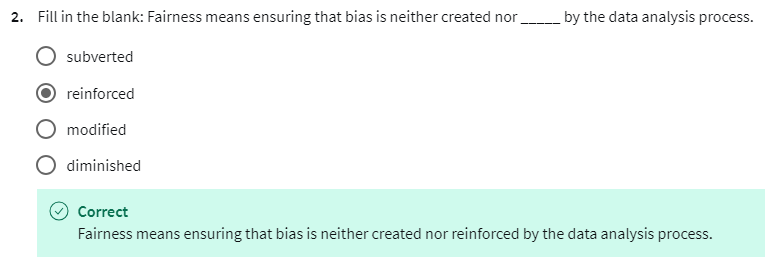 2. Fill in the blank: Fairness means ensuring that bias is neither created nor _____ by the data analysis process.
subverted
reinforced
modified
diminished
Correct
Fairness means ensuring that bias is neither created nor reinforced by the data analysis process.